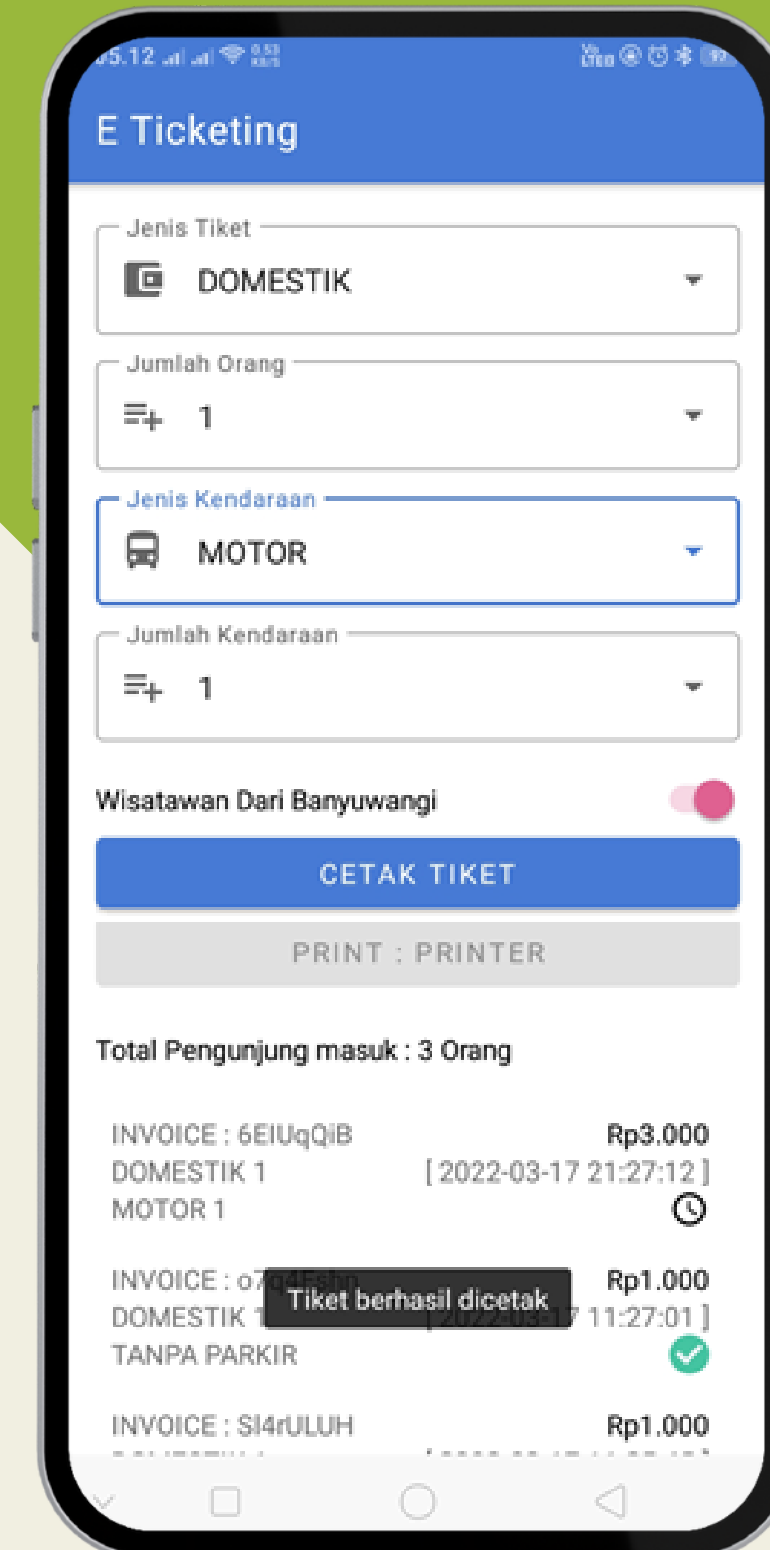 05.12
E Ticketing
Jenis Tiket
DOMESTIK
Jumlah Orang
1
Jenis Kendaraan
MOTOR
Jumlah Kendaraan
1
Wisatawan Dari Banyuwangi
CETAK TIKET
PRINT : PRINTER
Total Pengunjung masuk : 3 Orang
INVOICE : 6EIUqQiB Rp3.000
DOMESTIK 1 [ 2022-03-17 21:27:12 ]
MOTOR 1
INVOICE : Rp1.000
Tiket berhasil dicetak
DOMESTIK 11:27:01 ]
TANPA PARKIR
INVOICE : SI4rULUH Rp1.000